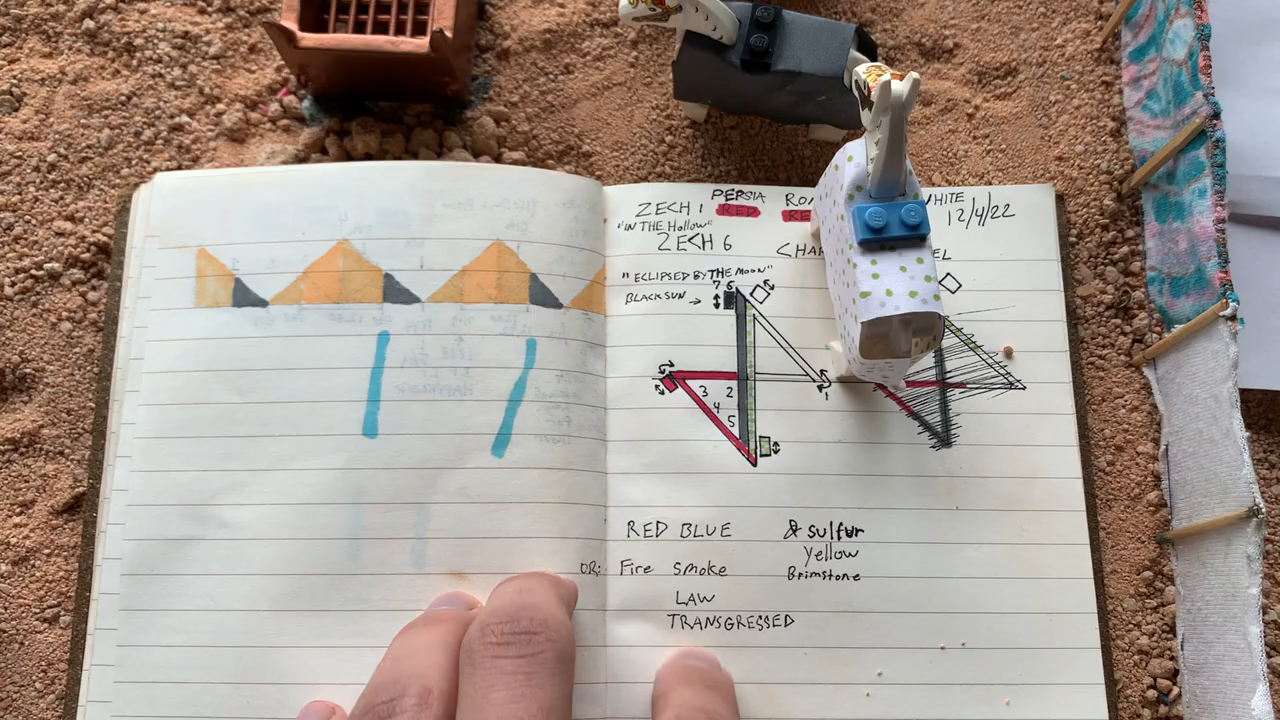 PERSIA
ZECH 1 RED 12/4/22
"IN THE HOLLOW"
ZECH 6
"ECLIPSED BY THE MOON"
7 6
BLACK SUN →
3 2
4
5
1
RED BLUE & sulfur
yellow
OR: Fire smoke Brimstone
LAW
TRANSGRESSED